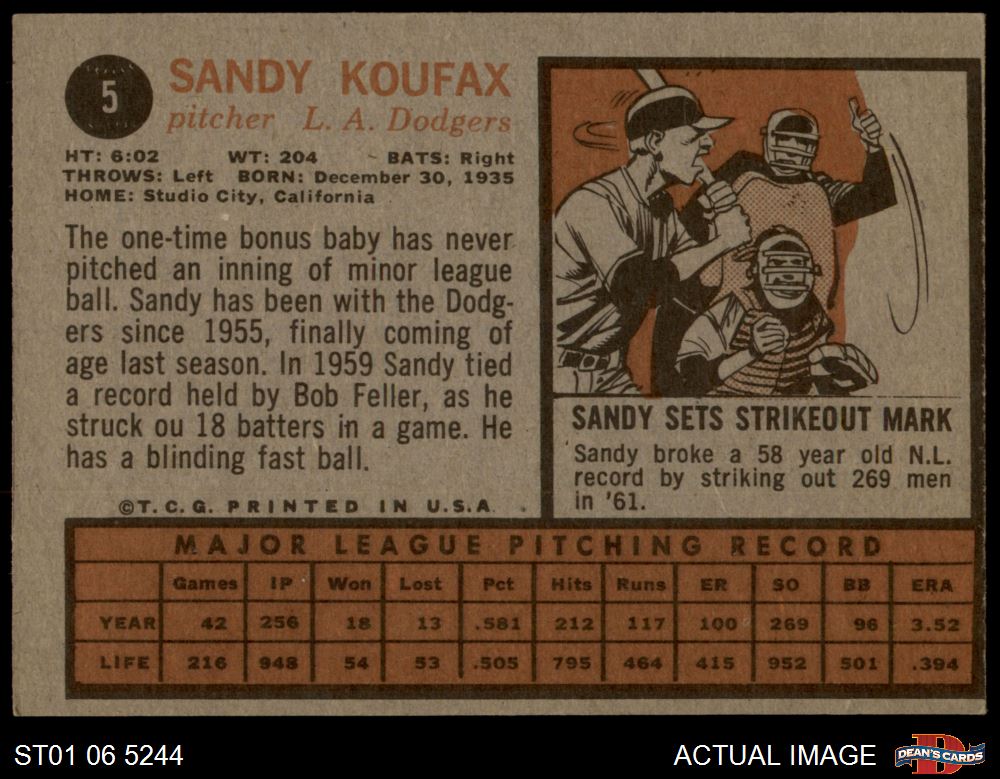 5
SANDY KOUFAX
pitcher L. A. Dodgers
HT: 6:02 WT: 204 BATS: Right
THROWS: Left BORN: December 30, 1935
HOME: Studio City, California
The one-time bonus baby has never
pitched an inning of minor league
ball. Sandy has been with the Dodg-
ers since 1955, finally coming of
age last season. In 1959 Sandy tied
a record held by Bob Feller, as he
struck ou 18 batters in a game. He
has a blinding fast ball.
©T.C.G. PRINTED IN U.S.A.
SANDY SETS STRIKEOUT MARK
Sandy broke a 58 year old N.L.
record by striking out 269 men
in '61.
MAJOR LEAGUE PITCHING RECORD
Games IP Won Lost Pct Hits Runs ER SO BB ERA
YEAR 42 256 18 13 .581 212 117 100 269 96 3.52
LIFE 216 948 54 53 .505 795 464 415 952 501 .394
ST01 06 5244
ACTUAL IMAGE
D
DEAN'S CARDS